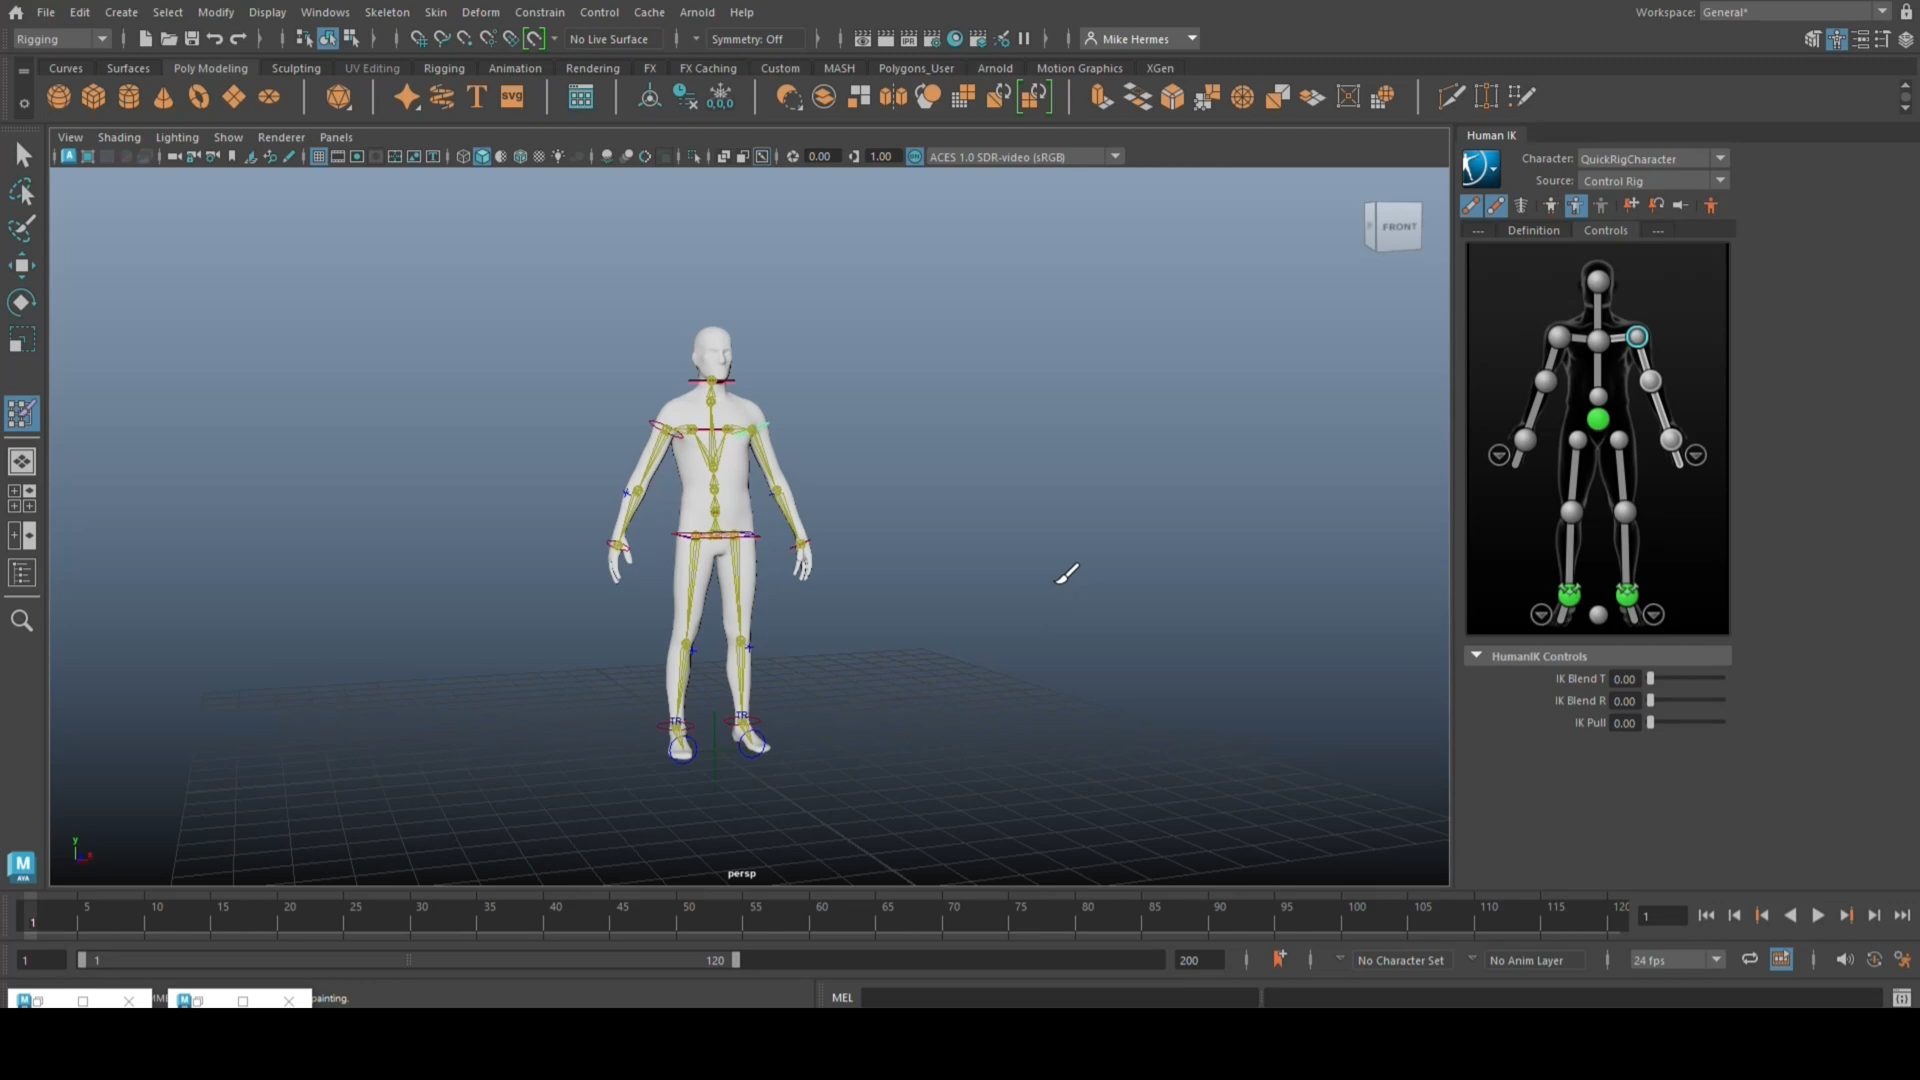 File Edit Create Select Modify Display Windows Skeleton Skin Deform Constrain Control Cache Arnold Help
Workspace: General*
Rigging
No Live Surface
Symmetry: Off
Mike Hermes
Curves Surfaces Poly Modeling Sculpting UV Editing Rigging Animation Rendering FX FX Caching Custom MASH Polygons_User Arnold Motion Graphics XGen
View Shading Lighting Show Renderer Panels
0.00
1.00
ACES 1.0 SDR-video (sRGB)
FRONT
TR
TR
persp
y
x
Human IK
Character: QuickRigCharacter
Source: Control Rig
--- Definition Controls ---
HumanIK Controls
IK Blend T 0.00
IK Blend R 0.00
IK Pull 0.00
M
AYA
5 10 15 20 25 30 35 40 45 50 55 60 65 70 75 80 85 90 95 100 105 110 115 120
1
1
1
1
120
200
No Character Set
No Anim Layer
24 fps
painting.
MEL